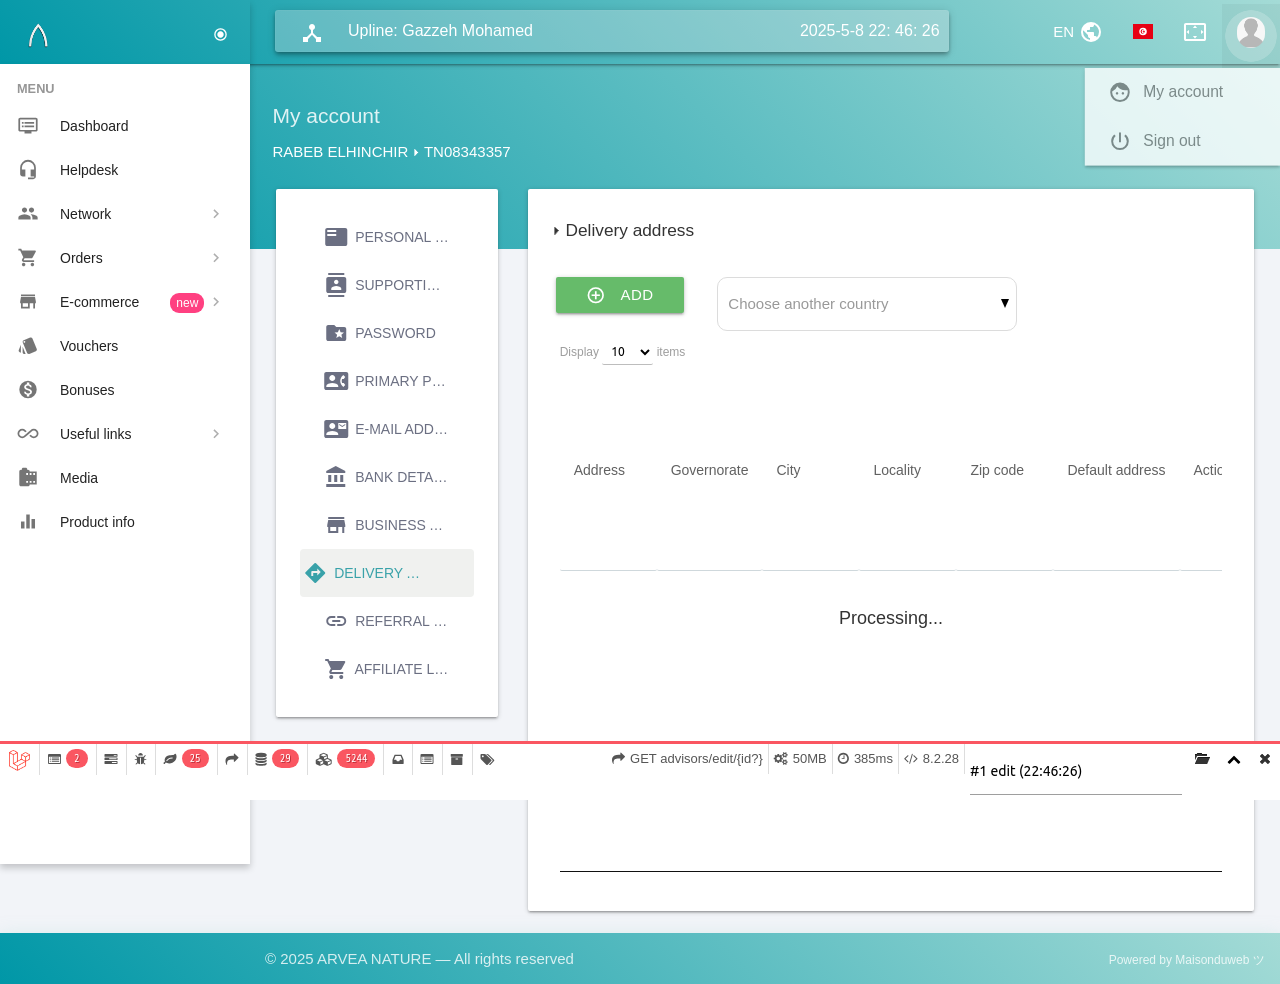 Upline: Gazzeh Mohamed 2025-5-8 22: 46: 26 EN
My account
Sign out
MENU
Dashboard
Helpdesk
Network
Orders
E-commerce new
Vouchers
Bonuses
Useful links
Media
Product info
My account
RABEB ELHINCHIR TN08343357
PERSONAL ...
SUPPORTI...
PASSWORD
PRIMARY P...
E-MAIL ADD...
BANK DETA...
BUSINESS ...
DELIVERY ...
REFERRAL ...
AFFILIATE L...
Delivery address
ADD Choose another country
Display 10 items
Address Governorate City Locality Zip code Default address Actic
Processing...
2 25 29 5244 GET advisors/edit/{id?} 50MB 385ms 8.2.28
#1 edit (22:46:26)
© 2025 ARVEA NATURE — All rights reserved Powered by Maisonduweb ツ